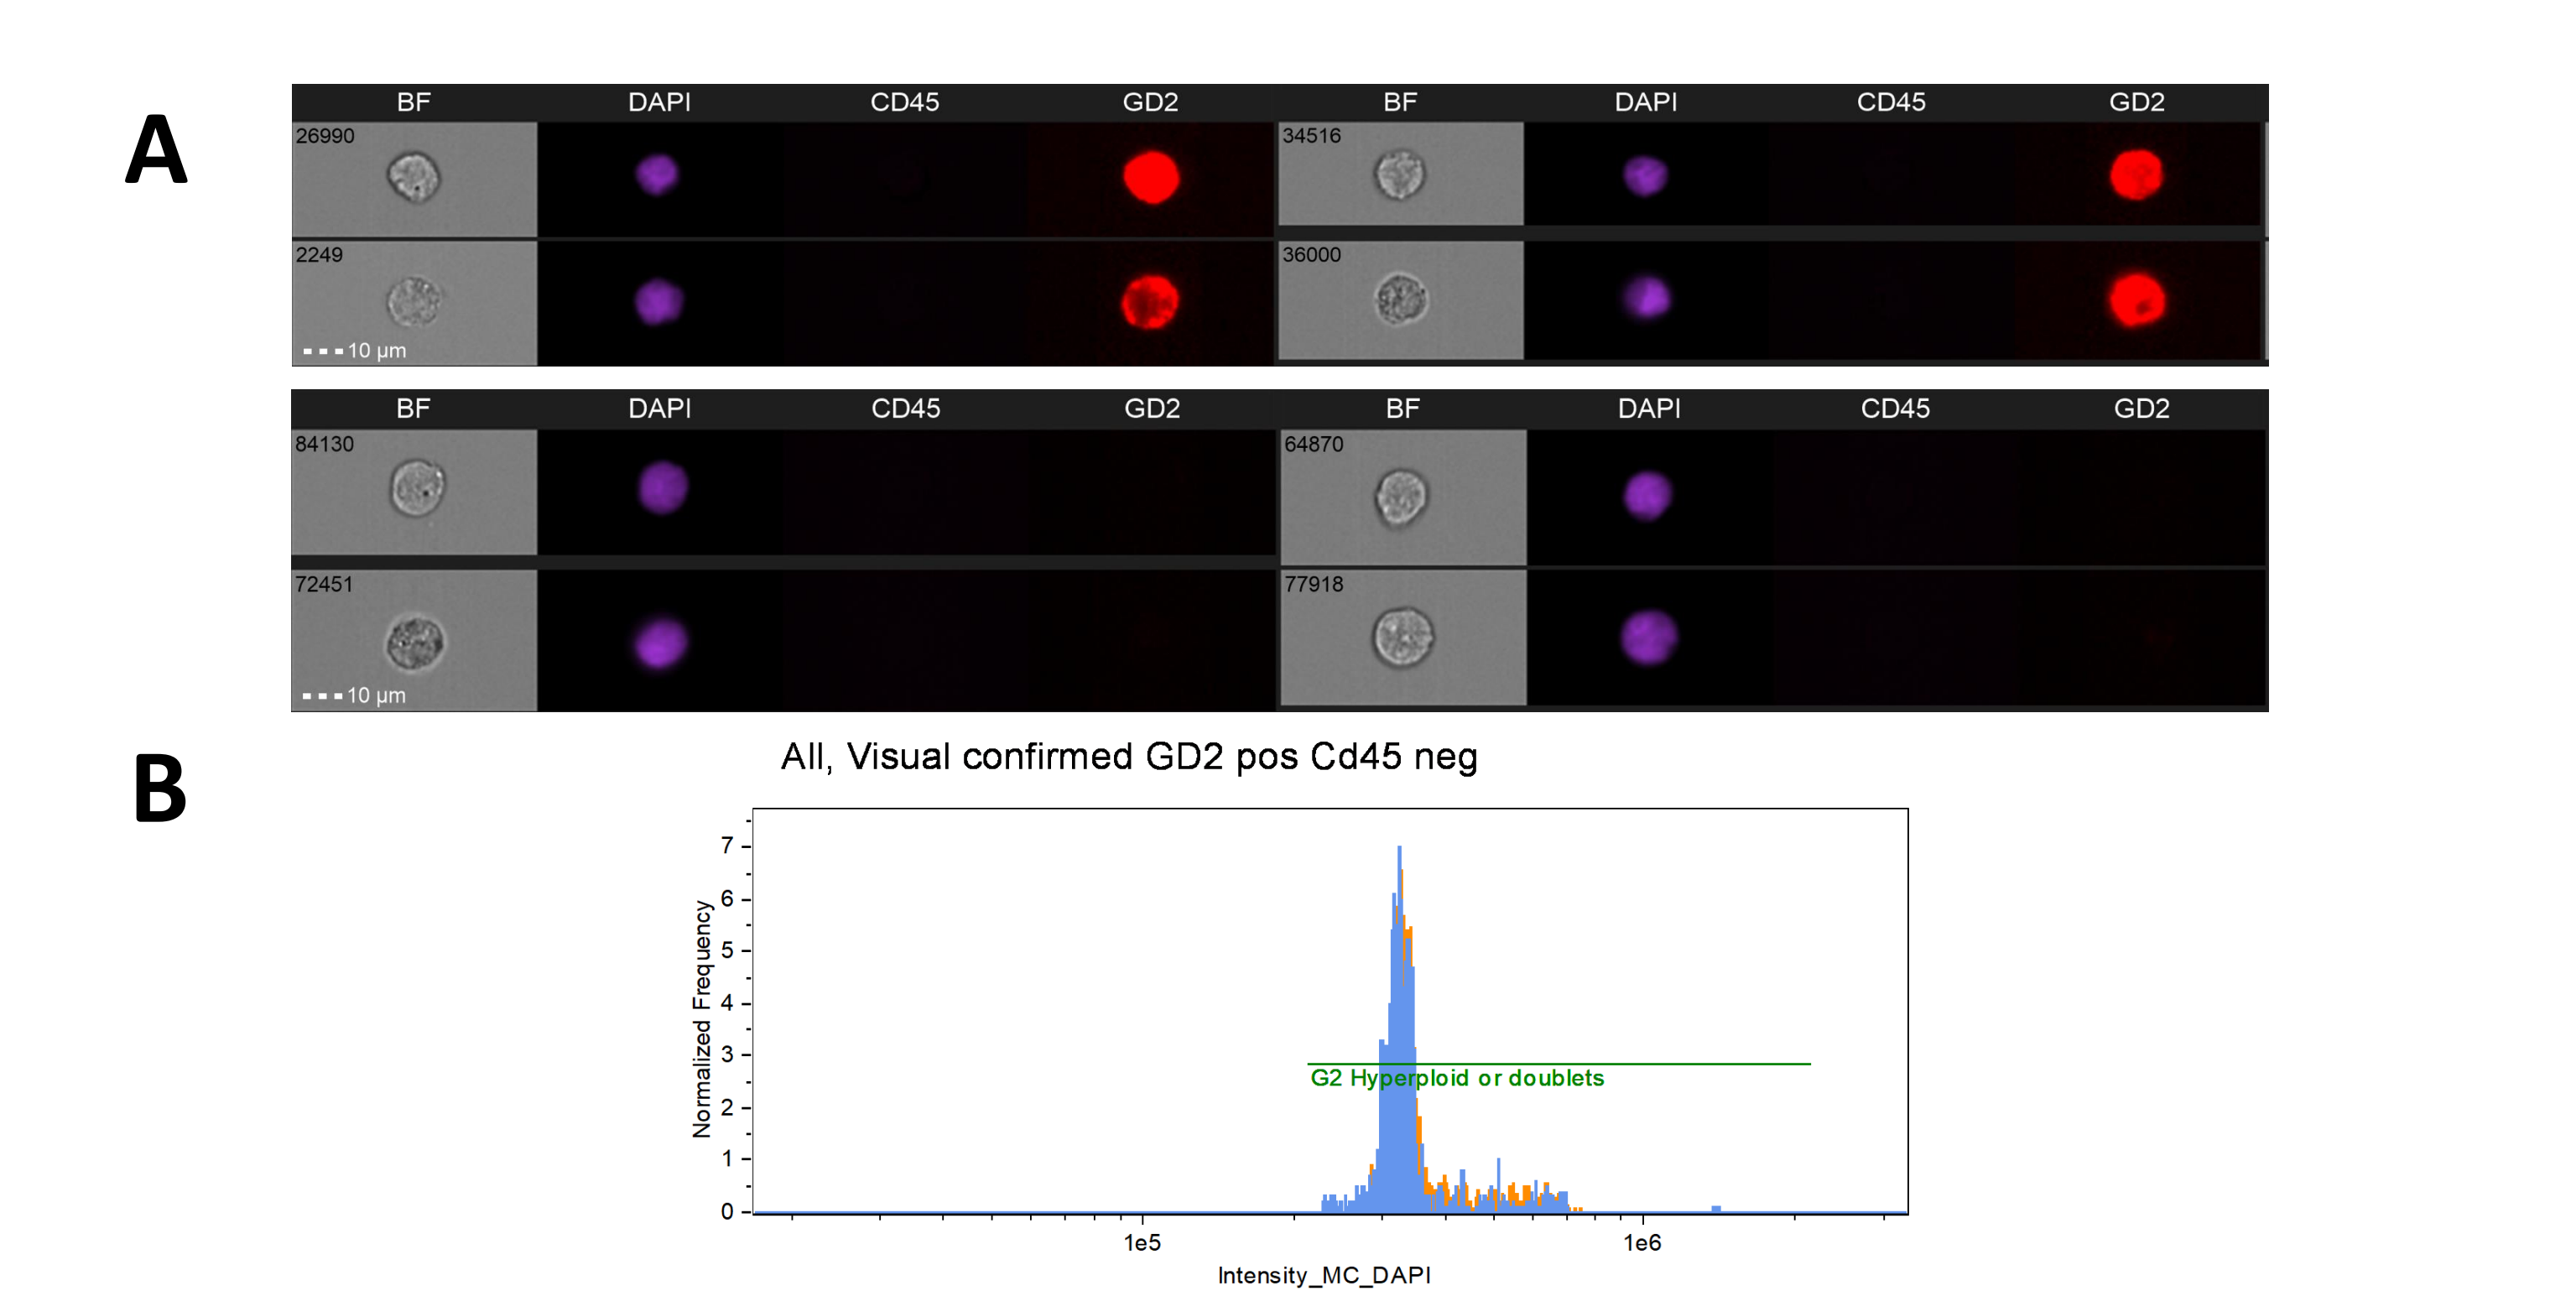 A
BF DAPI CD45 GD2 BF DAPI CD45 GD2
26990 34516
2249 36000
10 µm
BF DAPI CD45 GD2 BF DAPI CD45 GD2
84130 64870
72451 77918
10 µm
B
All, Visual confirmed GD2 pos Cd45 neg
7
6
5
4
3
2
1
0
Normalized Frequency
G2 Hyperploid or doublets
1e5 1e6
Intensity_MC_DAPI